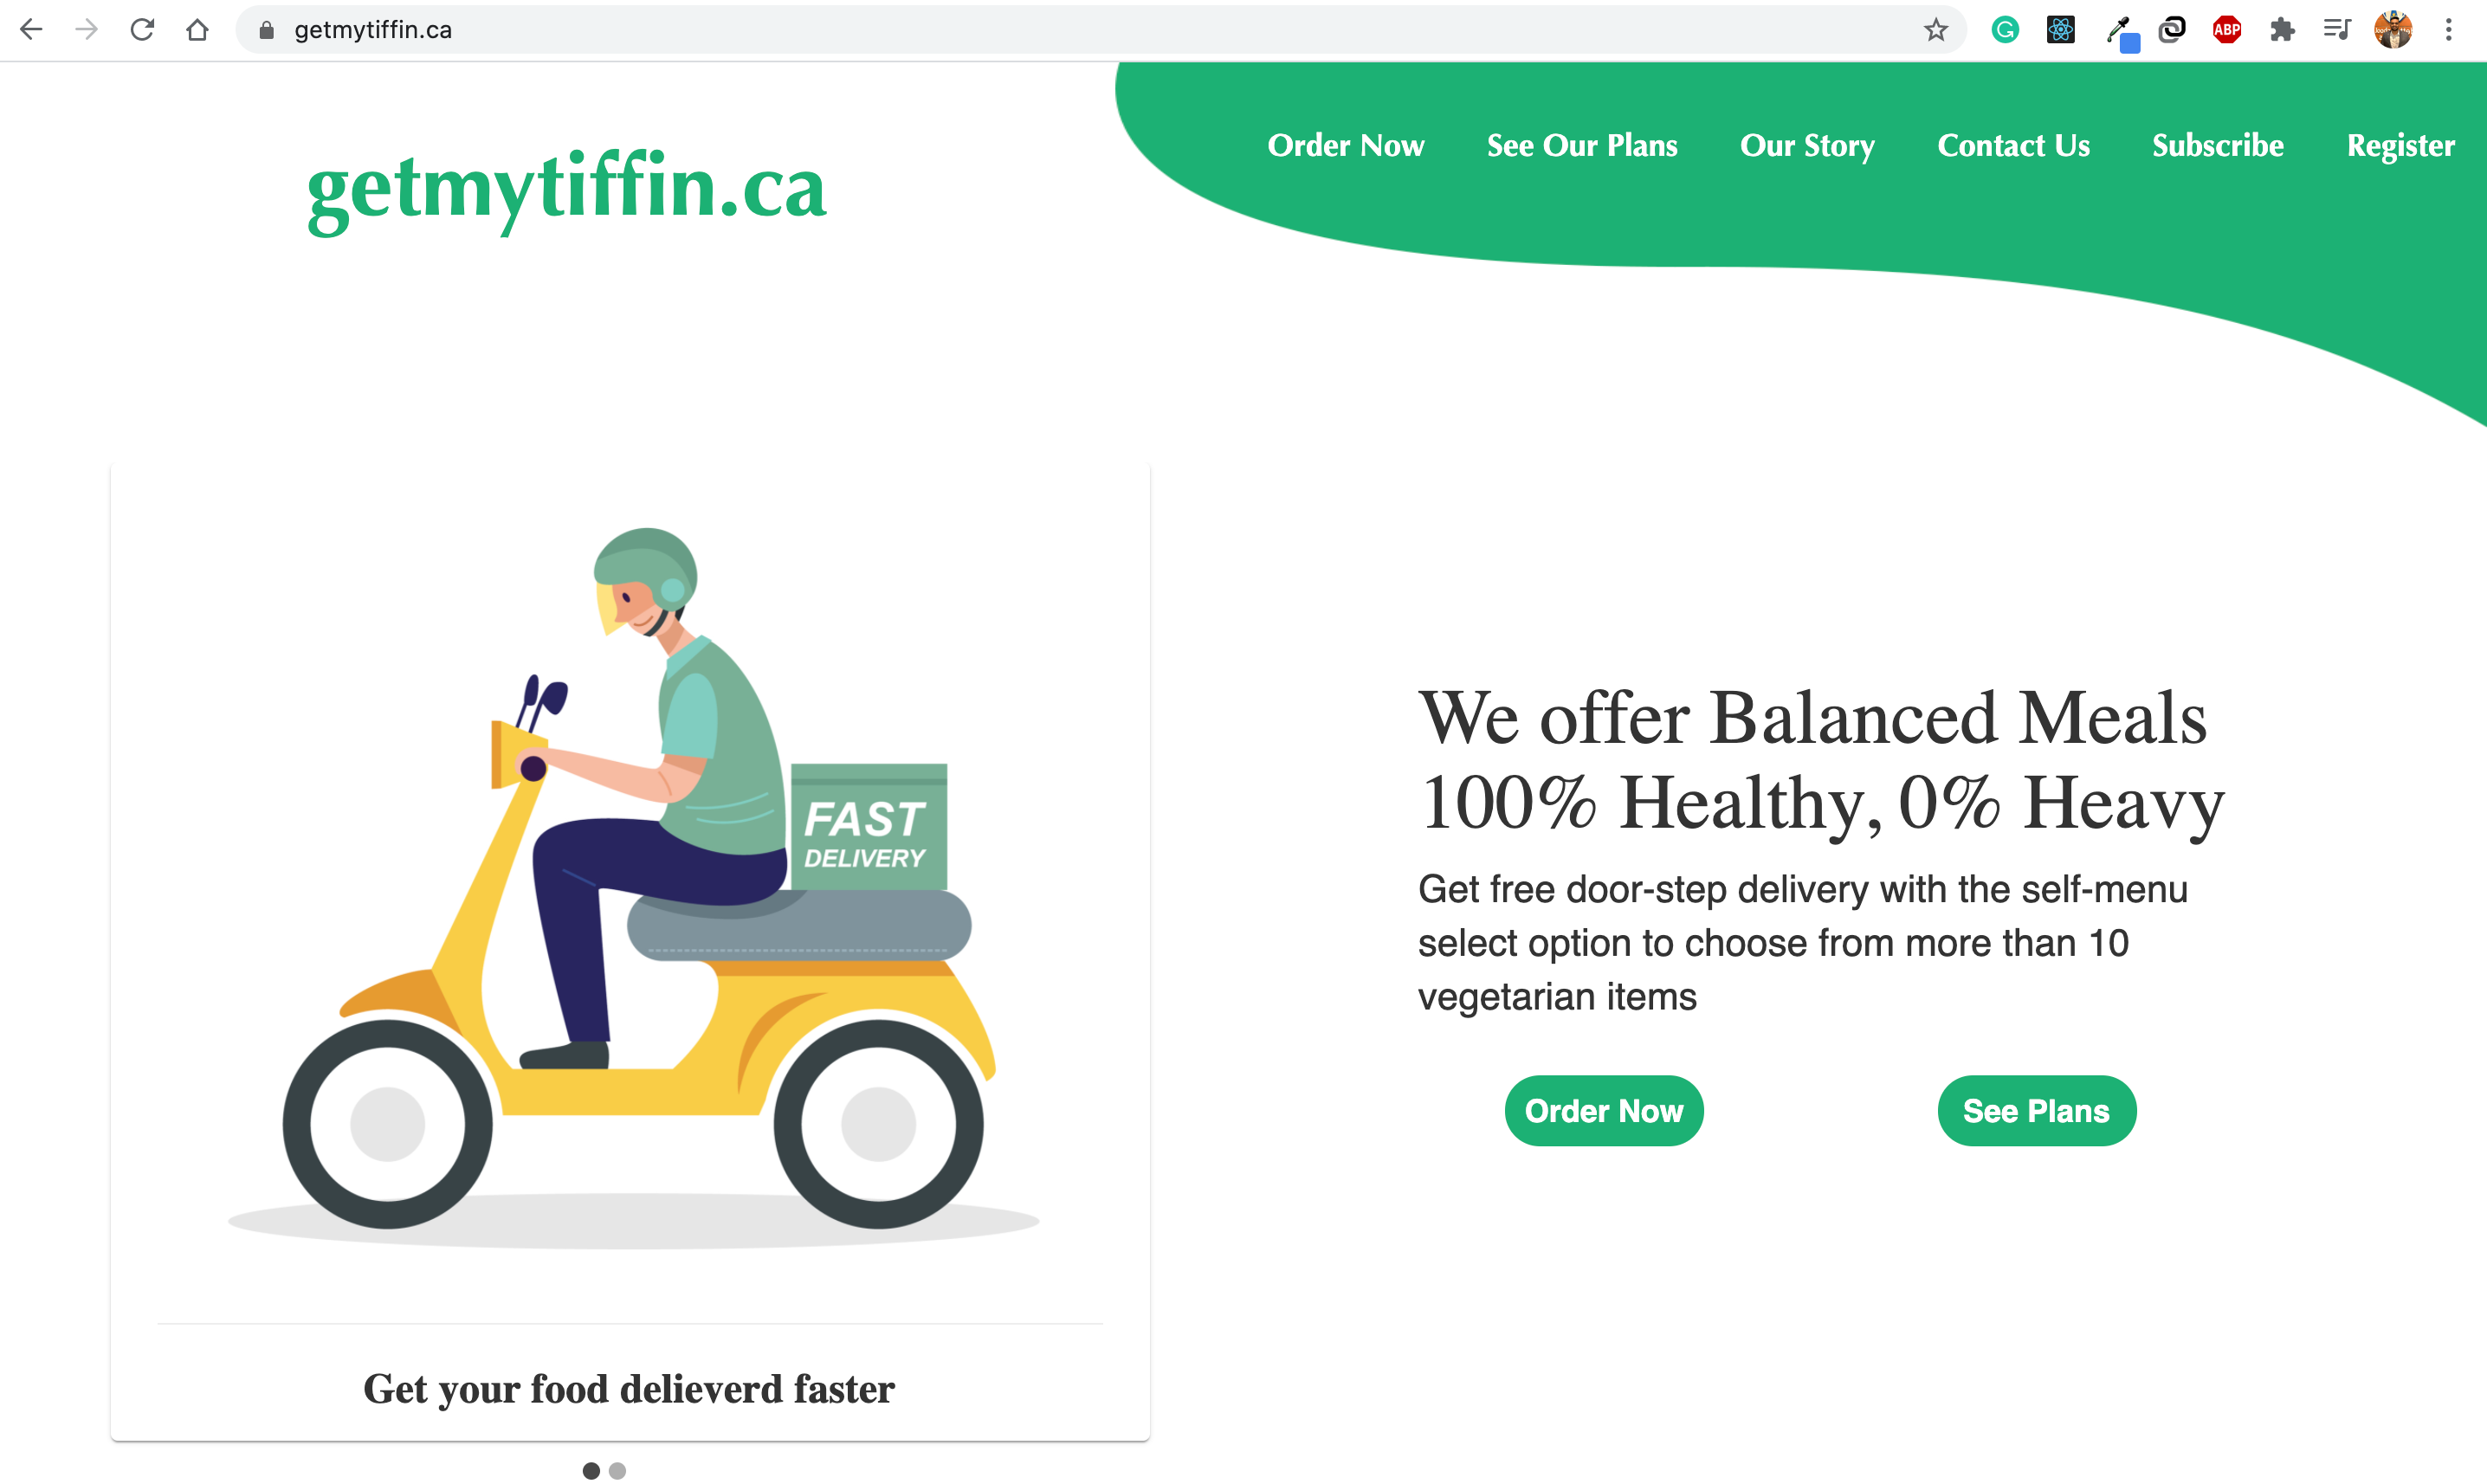 getmytiffin.ca
ABP
getmytiffin.ca
Order Now
See Our Plans
Our Story
Contact Us
Subscribe
Register
FAST
DELIVERY
Get your food delieverd faster
We offer Balanced Meals
100% Healthy, 0% Heavy
Get free door-step delivery with the self-menu
select option to choose from more than 10
vegetarian items
Order Now
See Plans